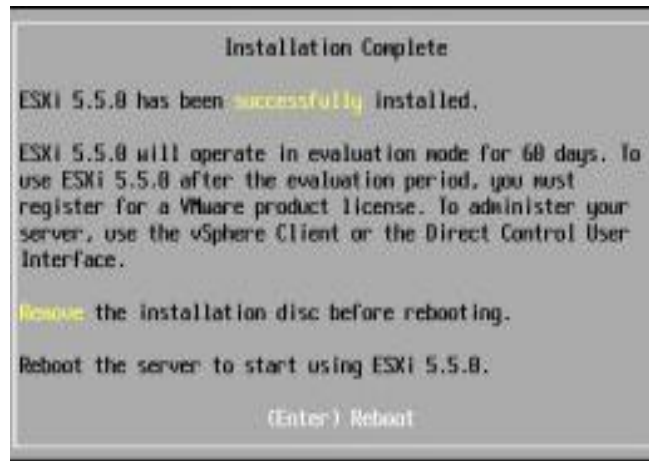 Installation Complete
ESXi 5.5.0 has been successfully installed.
ESXi 5.5.0 will operate in evaluation mode for 60 days. To
use ESXi 5.5.0 after the evaluation period, you must
register for a VMware product license. To administer your
server, use the vSphere Client or the Direct Control User
Interface.
Remove the installation disc before rebooting.
Reboot the server to start using ESXi 5.5.0.
(Enter) Reboot